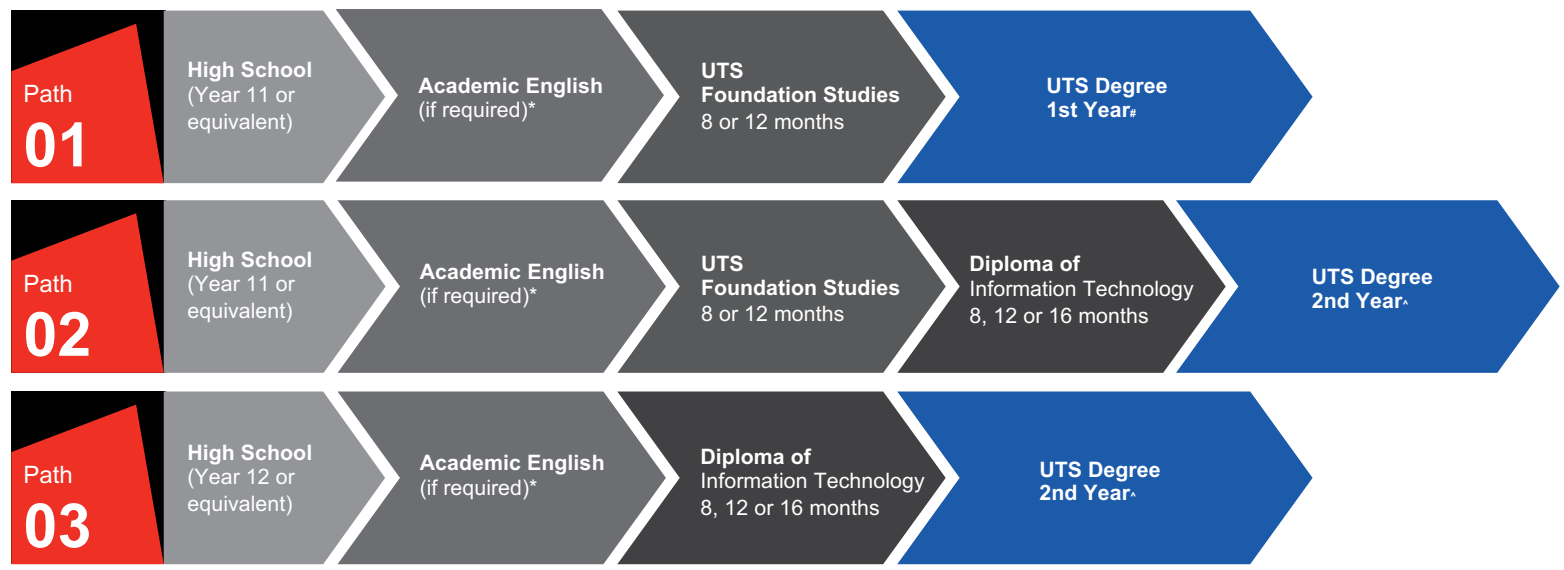 Path
01
High School
(Year 11 or
equivalent)
Academic English
(if required)*
UTS
Foundation Studies
8 or 12 months
UTS Degree
1st Year#
Path
02
High School
(Year 11 or
equivalent)
Academic English
(if required)*
UTS
Foundation Studies
8 or 12 months
Diploma of
Information Technology
8, 12 or 16 months
UTS Degree
2nd Year^
Path
03
High School
(Year 12 or
equivalent)
Academic English
(if required)*
Diploma of
Information Technology
8, 12 or 16 months
UTS Degree
2nd Year^